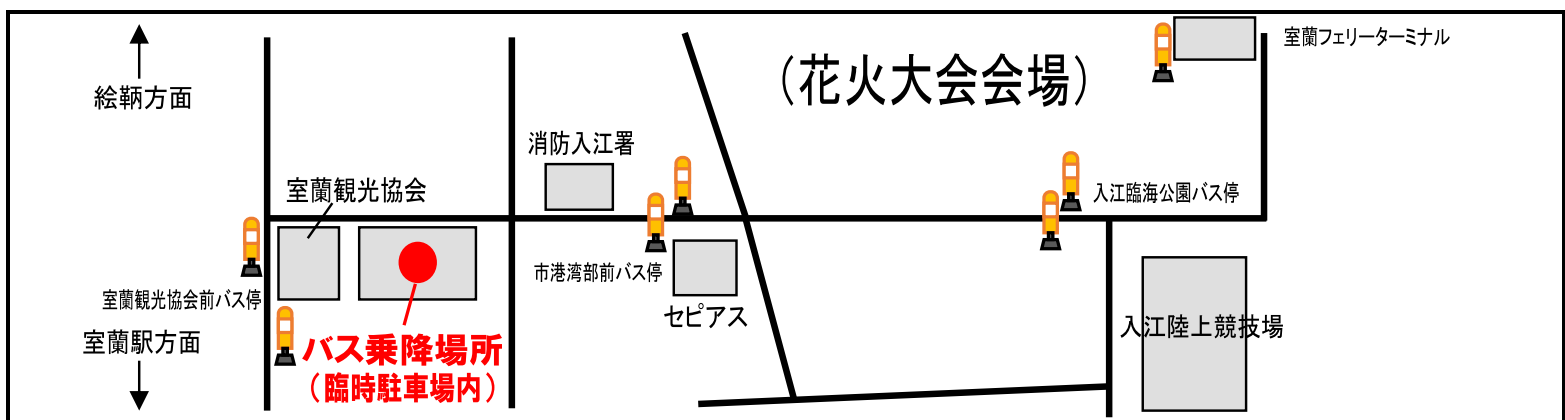 室蘭フェリーターミナル
(花火大会会場)
絵鞆方面
消防入江署
室蘭観光協会
入江臨海公園バス停
市港湾部前バス停
室蘭観光協会前バス停
セピアス
室蘭駅方面
入江陸上競技場
バス乗降場所
(臨時駐車場内)